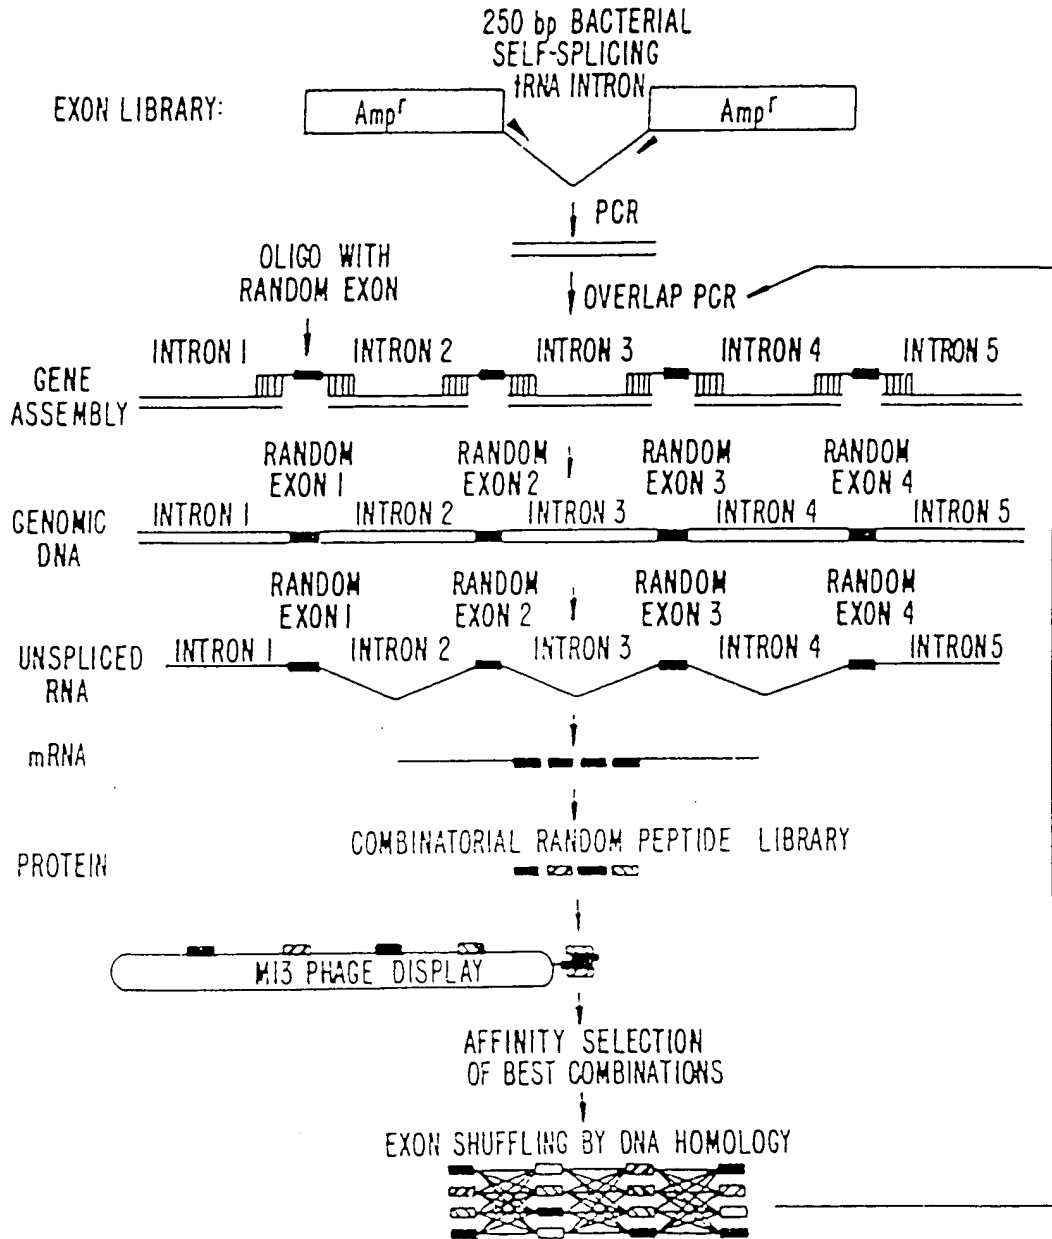 250 bp BACTERIAL
SELF-SPLICING
tRNA INTRON
EXON LIBRARY:
Ampr
Ampr
PCR
OLIGO WITH
RANDOM EXON
OVERLAP PCR
INTRON 1
INTRON 2
INTRON 3
INTRON 4
INTRON 5
GENE
ASSEMBLY
RANDOM
EXON 1
RANDOM
EXON 2
RANDOM
EXON 3
RANDOM
EXON 4
GENOMIC
DNA
INTRON 1
INTRON 2
INTRON 3
INTRON 4
INTRON 5
RANDOM
EXON 1
RANDOM
EXON 2
RANDOM
EXON 3
RANDOM
EXON 4
UNSPLICED
RNA
INTRON 1
INTRON 2
INTRON 3
INTRON 4
INTRON 5
mRNA
COMBINATORIAL RANDOM PEPTIDE LIBRARY
PROTEIN
M13 PHAGE DISPLAY
AFFINITY SELECTION
OF BEST COMBINATIONS
EXON SHUFFLING BY DNA HOMOLOGY